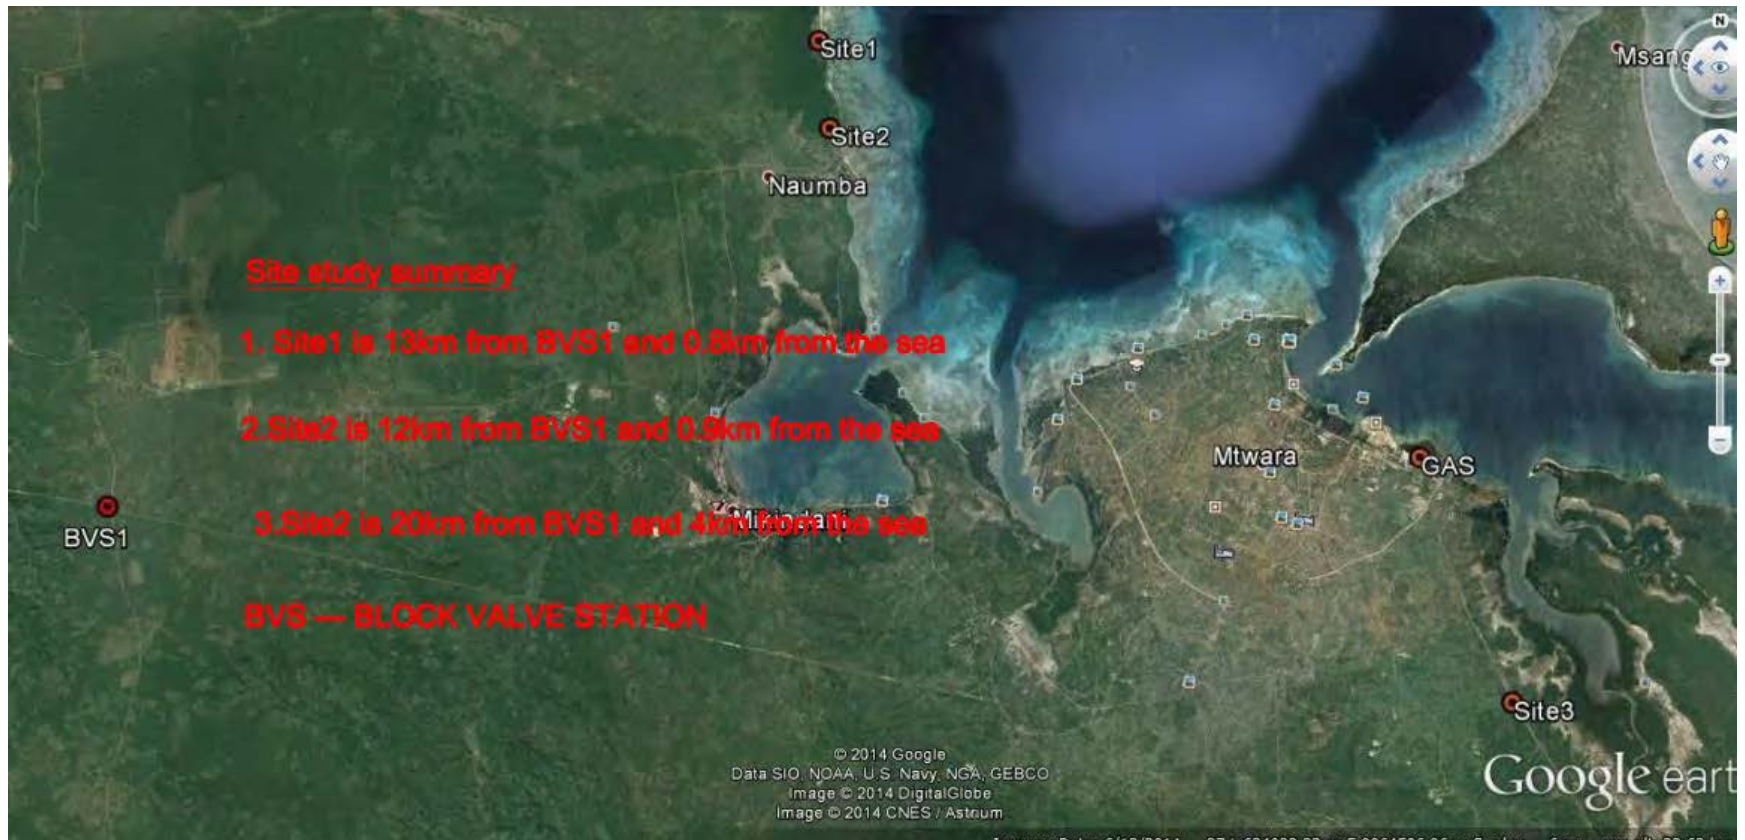 N
Site1
Msang
Site2
Naumba
Site study summary
1. Site1 is 13km from BVS1 and 0.8km from the sea
2.Site2 is 12km from BVS1 and 0.9km from the sea
Mtwara
GAS
BVS1
3.Site2 is 20km from BVS1 and 4km from the sea
Mikindani
BVS — BLOCK VALVE STATION
Site3
© 2014 Google
Data SIO, NOAA, U.S. Navy, NGA, GEBCO
Image © 2014 DigitalGlobe
Image © 2014 CNES / Astrium
Google eart